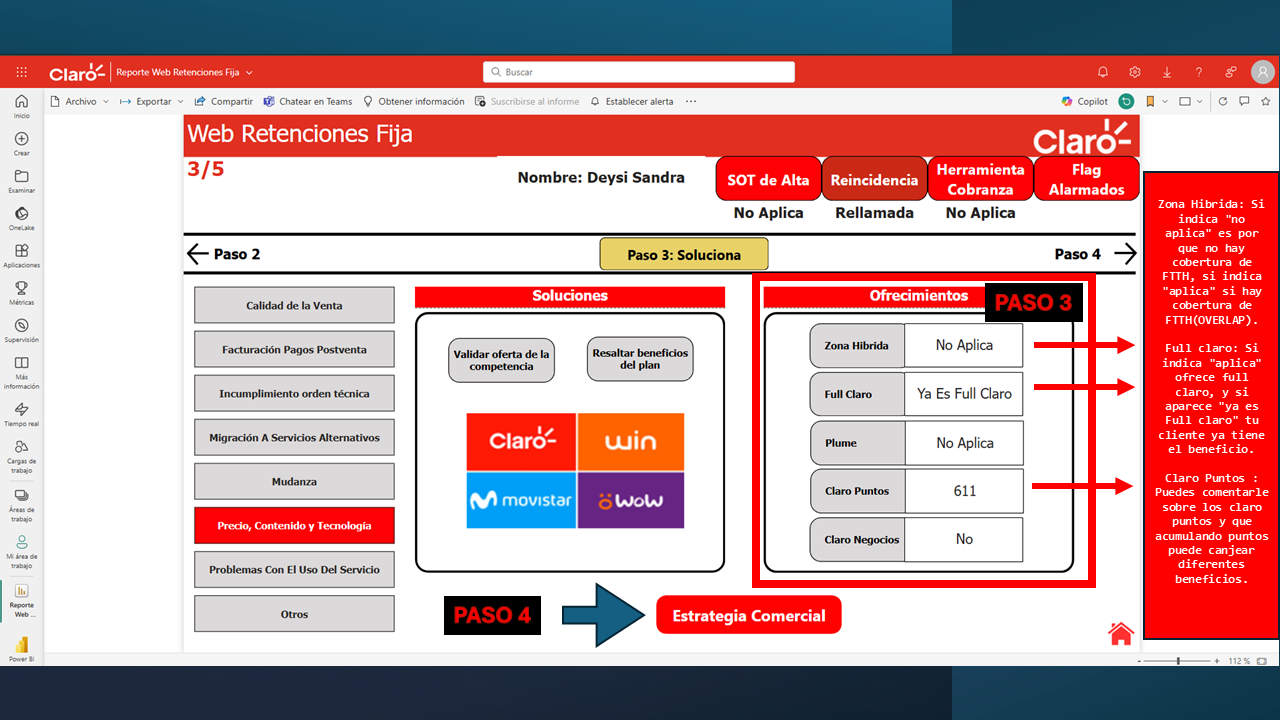 Claro
Reporte Web Retenciones Fija
Buscar
Archivo
Exportar
Compartir
Chatear en Teams
Obtener información
Suscribirse al informe
Establecer alerta
...
Copilot
Inicio
Crear
Examinar
OneLake
Aplicaciones
Métricas
Supervisión
Más
información
Tiempo real
Cargas de
trabajo
Áreas de
trabajo
Mi área de
trabajo
Reporte
Web ...
Power BI
Web Retenciones Fija
Claro
3/5
Nombre: Deysi Sandra
SOT de Alta
Reincidencia
Herramienta
Cobranza
Flag
Alarmados
No Aplica
Rellamada
No Aplica
Paso 2
Paso 3: Soluciona
Paso 4
Calidad de la Venta
Facturación Pagos Postventa
Incumplimiento orden técnica
Migración A Servicios Alternativos
Mudanza
Precio, Contenido y Tecnología
Problemas Con El Uso Del Servicio
Otros
Soluciones
Validar oferta de la
competencia
Resaltar beneficios
del plan
Claro
win
movistar
wow
Ofrecimientos
PASO 3
Zona Hibrida
No Aplica
Full Claro
Ya Es Full Claro
Plume
No Aplica
Claro Puntos
611
Claro Negocios
No
PASO 4
Estrategia Comercial
Zona Hibrida: Si
indica "no
aplica" es por
que no hay
cobertura de
FTTH, si indica
"aplica" si hay
cobertura de
FTTH(OVERLAP).
Full claro: Si
indica "aplica"
ofrece full
claro, y si
aparece "ya es
Full claro" tu
cliente ya tiene
el beneficio.
Claro Puntos :
Puedes comentarle
sobre los claro
puntos y que
acumulando puntos
puede canjear
diferentes
beneficios.
- + 112 %